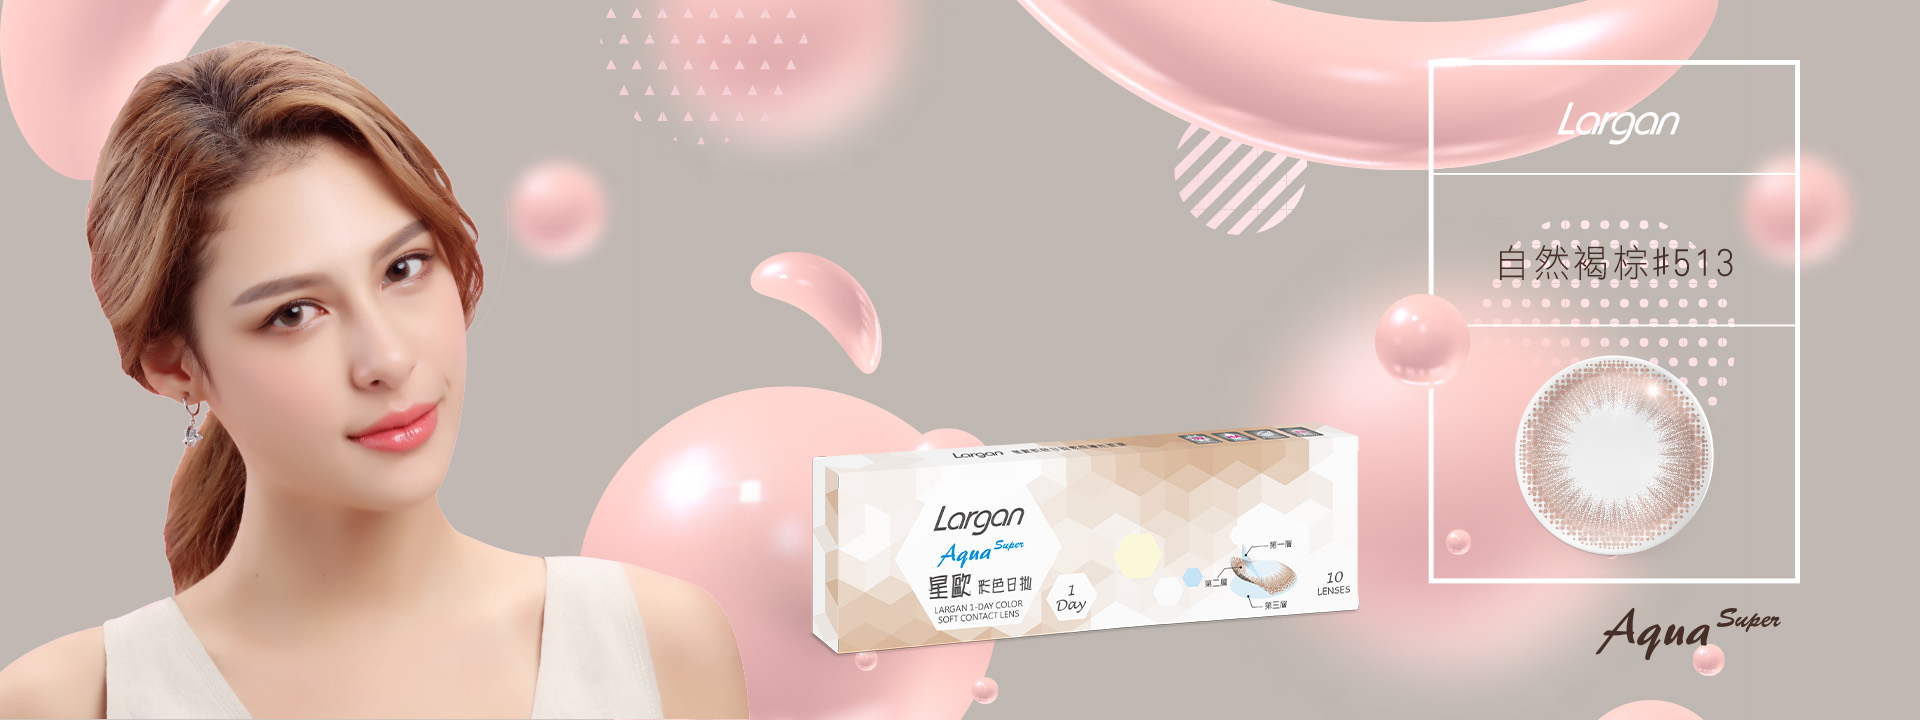 Largan
自然褐棕#513
Aqua Super
Largan
Largan
Aqua Super
星歐 彩色日拋
LARGAN 1-DAY COLOR
SOFT CONTACT LENS
1
Day
第一層
第二層
第三層
10
LENSES